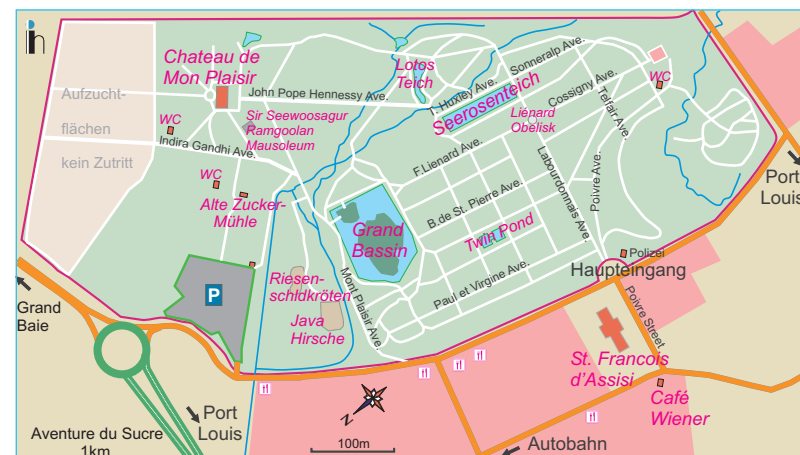 ih
Chateau de
Mon Plaisir
Lotos
Teich
Sonneralp Ave.
T. Huxley Ave.
Seerosenteich
Cossigny Ave.
WC
John Pope Hennessy Ave.
Telfair Ave.
Aufzucht-
flächen
kein Zutritt
WC
Sir Seewoosagur
Ramgoolan
Mausoleum
Liénard
Obelisk
Indira Gandhi Ave.
F.Lienard Ave.
Labourdonnais Ave.
Poivre Ave.
Port
Louis
WC
Alte Zucker-
Mühle
B.de St. Pierre Ave.
Grand
Bassin
Twin Pond
Polizei
Haupteingang
Paul et Virgine Ave.
Riesen-
schldkröten
Mont Plaisir Ave.
P
Grand
Baie
Java
Hirsche
Poivre Street
St. Francois
d'Assisi
Café
Wiener
Port
Louis
N
Aventure du Sucre
1km
100m
Autobahn